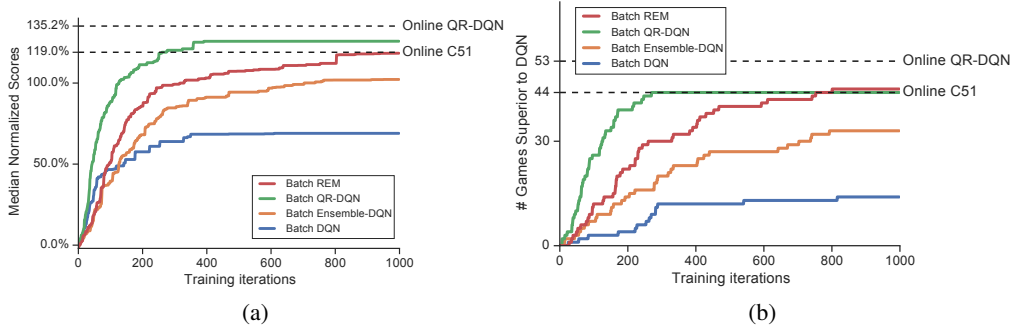 135.2%
119.0%
100.0%
50.0%
0.0%
Median Normalized Scores
Online QR-DQN
Online C51
Batch REM
Batch QR-DQN
Batch Ensemble-DQN
Batch DQN
0 200 400 600 800 1000
Training iterations
(a)
53
44
30
0
# Games Superior to DQN
Batch REM
Batch QR-DQN
Batch Ensemble-DQN
Batch DQN
Online QR-DQN
Online C51
0 200 400 600 800 1000
Training iterations
(b)